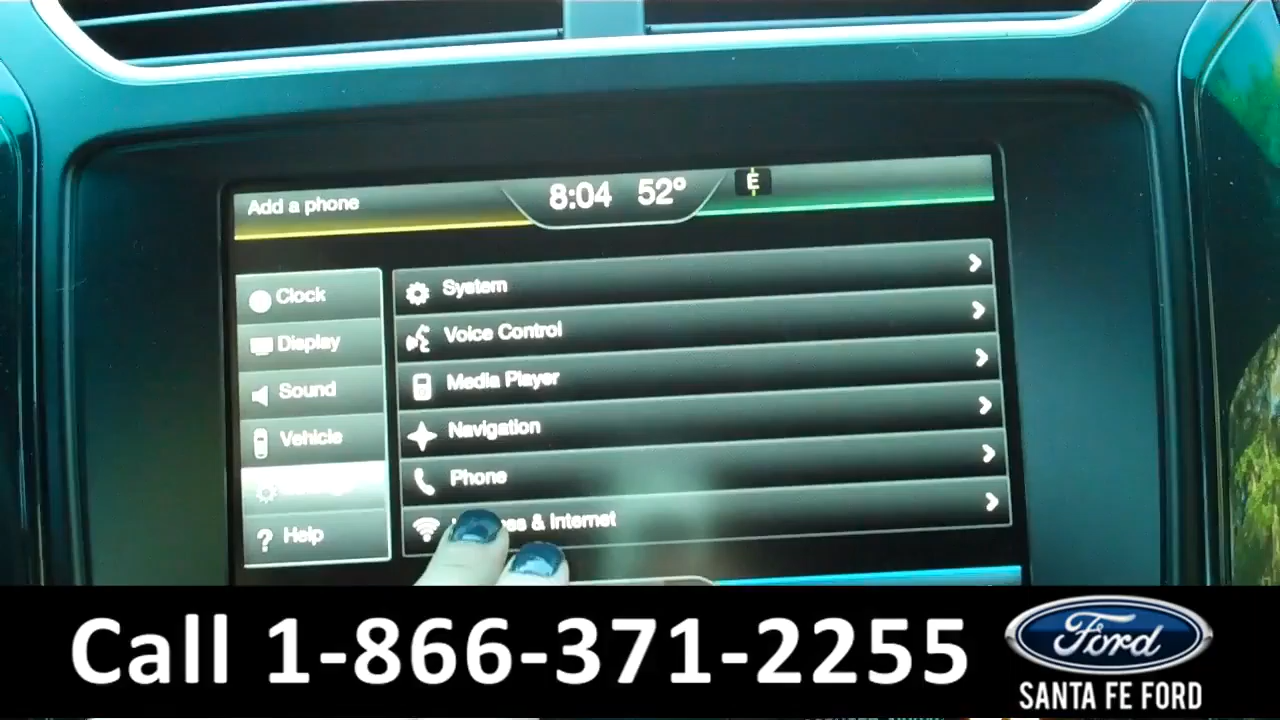 Add a phone
8:04 52°
E
Clock
Display
Sound
Vehicle
Help
System
Voice Control
Media Player
Navigation
Phone
& Internet
Call 1-866-371-2255
Ford
SANTA FE FORD